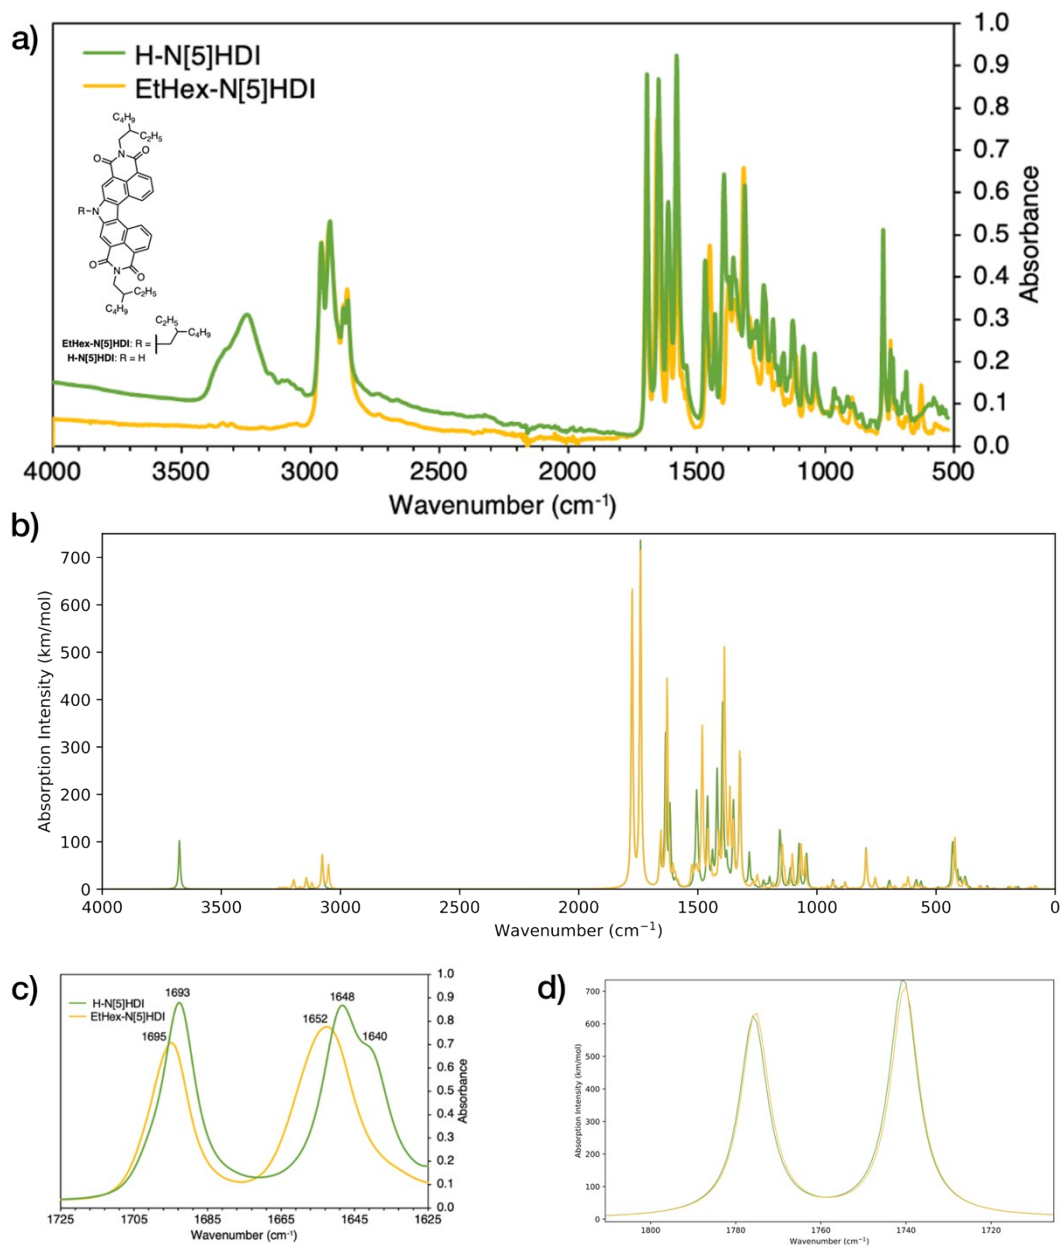 a)
H-N[5]HDI
EtHex-N[5]HDI
C4H9
C2H5
O
N
O
R-N
O
N
O
C2H5
C4H9
C2H5
C4H9
EtHex-N[5]HDI: R =
H-N[5]HDI: R = H
1.0
0.9
0.8
0.7
0.6
0.5
0.4
0.3
0.2
0.1
0.0
Absorbance
4000 3500 3000 2500 2000 1500 1000 500
Wavenumber (cm-1)
b)
700
600
500
400
300
200
100
0
Absorption Intensity (km/mol)
4000 3500 3000 2500 2000 1500 1000 500 0
Wavenumber (cm−1)
c)
H-N[5]HDI
EtHex-N[5]HDI
1693
1695
1648
1652
1640
1.0
0.9
0.8
0.7
0.6
0.5
0.4
0.3
0.2
0.1
0.0
Absorbance
1725 1705 1685 1665 1645 1625
Wavenumber (cm-1)
d)
700
600
500
400
300
200
100
0
Absorption Intensity (km/mol)
1800 1780 1760 1740 1720
Wavenumber (cm−1)